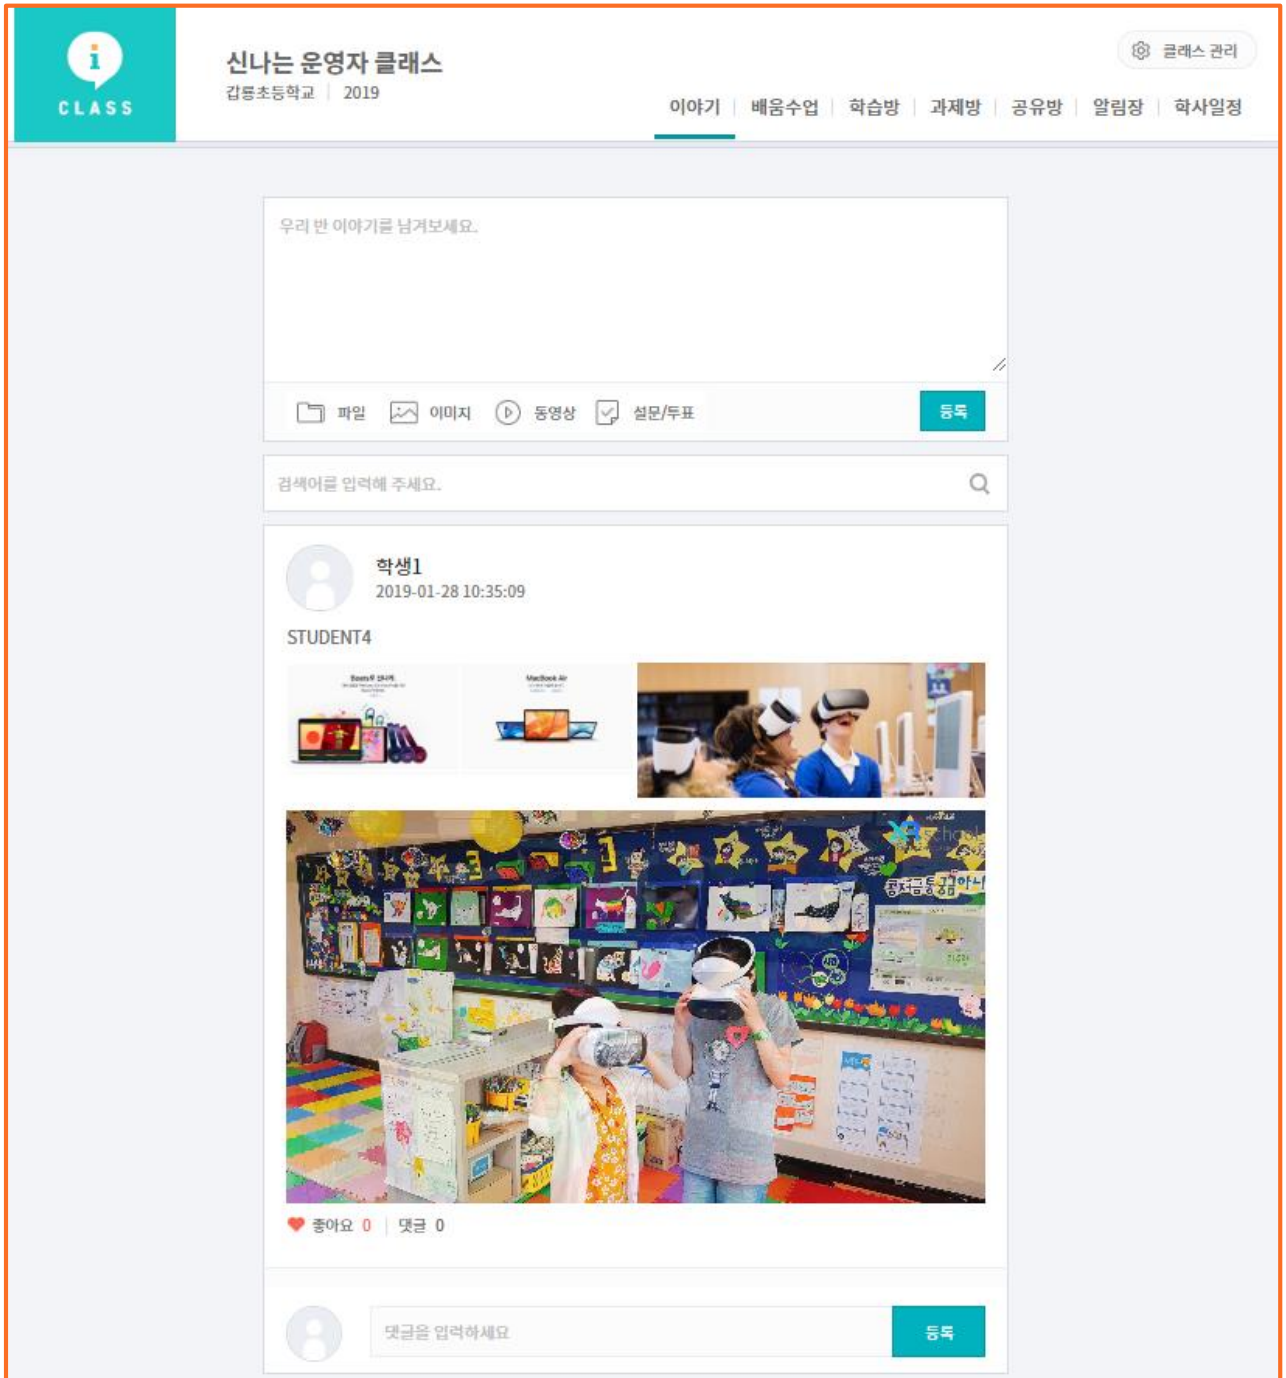 i
CLASS
신나는 운영자 클래스
갑룡초등학교 | 2019
클래스 관리
이야기 | 배움수업 | 학습방 | 과제방 | 공유방 | 알림장 | 학사일정
우리 반 이야기를 남겨보세요.
파일 이미지 동영상 설문/투표 등록
검색어를 입력해 주세요.
학생1
2019-01-28 10:35:09
STUDENT4
MacBook Air
school
좋아요 0 | 댓글 0
댓글을 입력하세요 등록